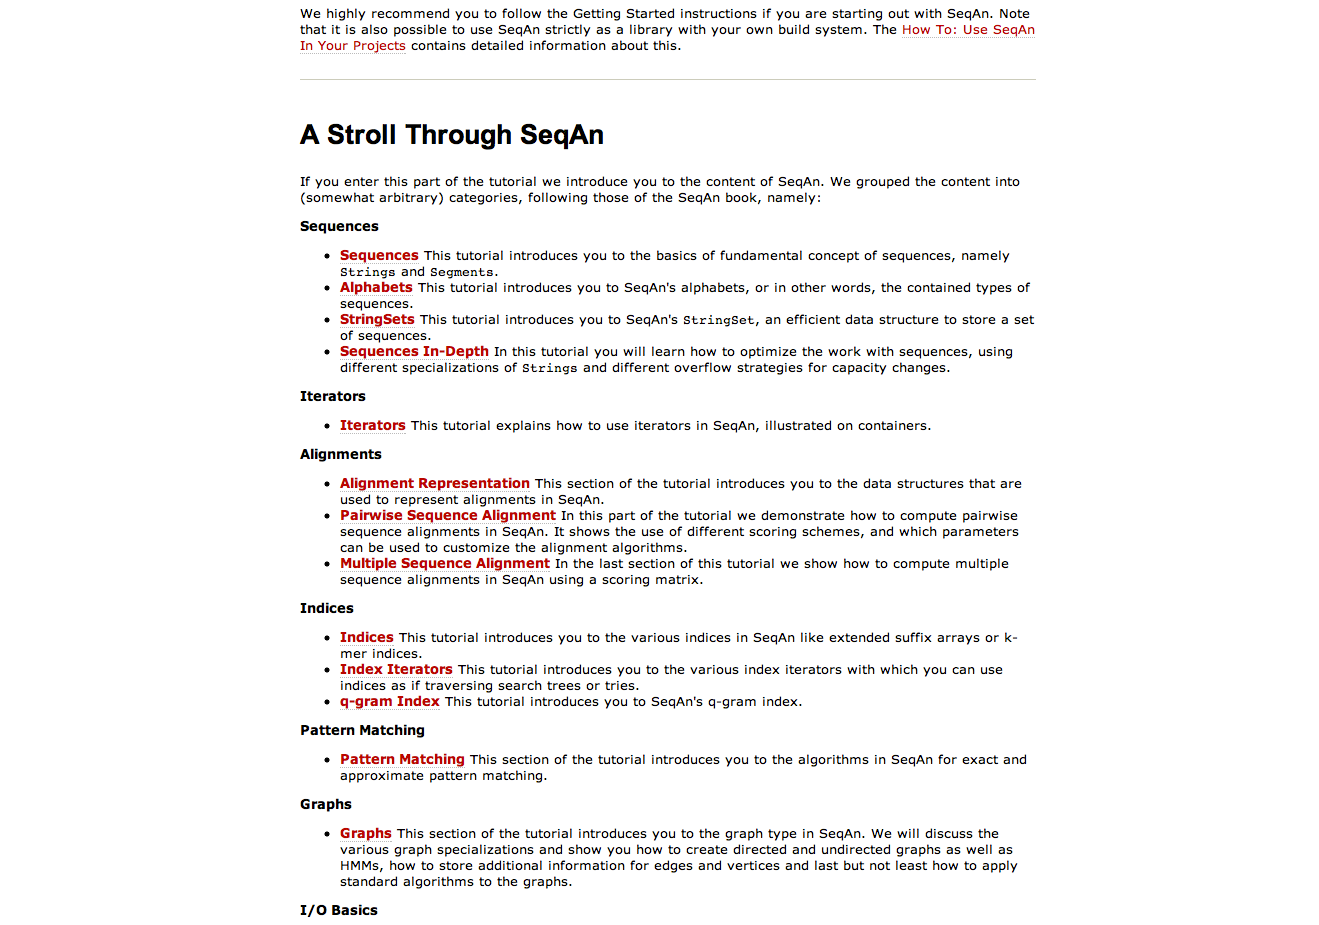 We highly recommend you to follow the Getting Started instructions if you are starting out with SeqAn. Note
that it is also possible to use SeqAn strictly as a library with your own build system. The How To: Use SeqAn
In Your Projects contains detailed information about this.
A Stroll Through SeqAn
If you enter this part of the tutorial we introduce you to the content of SeqAn. We grouped the content into
(somewhat arbitrary) categories, following those of the SeqAn book, namely:
Sequences
• Sequences This tutorial introduces you to the basics of fundamental concept of sequences, namely
Strings and Segments.
• Alphabets This tutorial introduces you to SeqAn's alphabets, or in other words, the contained types of
sequences.
• StringSets This tutorial introduces you to SeqAn's StringSet, an efficient data structure to store a set
of sequences.
• Sequences In-Depth In this tutorial you will learn how to optimize the work with sequences, using
different specializations of Strings and different overflow strategies for capacity changes.
Iterators
• Iterators This tutorial explains how to use iterators in SeqAn, illustrated on containers.
Alignments
• Alignment Representation This section of the tutorial introduces you to the data structures that are
used to represent alignments in SeqAn.
• Pairwise Sequence Alignment In this part of the tutorial we demonstrate how to compute pairwise
sequence alignments in SeqAn. It shows the use of different scoring schemes, and which parameters
can be used to customize the alignment algorithms.
• Multiple Sequence Alignment In the last section of this tutorial we show how to compute multiple
sequence alignments in SeqAn using a scoring matrix.
Indices
• Indices This tutorial introduces you to the various indices in SeqAn like extended suffix arrays or k-
mer indices.
• Index Iterators This tutorial introduces you to the various index iterators with which you can use
indices as if traversing search trees or tries.
• q-gram Index This tutorial introduces you to SeqAn's q-gram index.
Pattern Matching
• Pattern Matching This section of the tutorial introduces you to the algorithms in SeqAn for exact and
approximate pattern matching.
Graphs
• Graphs This section of the tutorial introduces you to the graph type in SeqAn. We will discuss the
various graph specializations and show you how to create directed and undirected graphs as well as
HMMs, how to store additional information for edges and vertices and last but not least how to apply
standard algorithms to the graphs.
I/O Basics